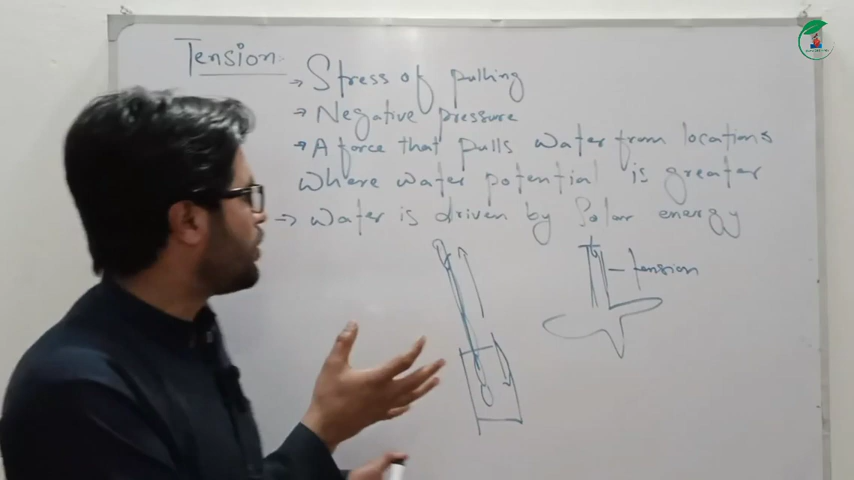 Tension:
→ Stress of pulling
→ Negative pressure
→ A force that pulls water from locations
where water potential is greater
→ water is driven by Solar energy
tension